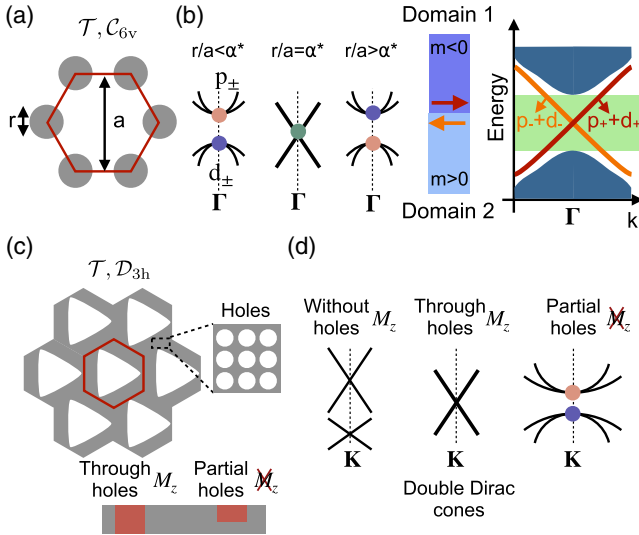 (a)
𝒯, 𝒞6v
r
a
(b)
r/a<α*
r/a=α*
r/a>α*
p±
d±
Γ
Γ
Γ
Domain 1
m<0
m>0
Domain 2
Energy
p-+d-
p++d+
Γ
k
(c)
𝒯, 𝒟3h
Holes
Through
holes Mz
Partial
holes Mz
(d)
Without
holes Mz
Through
holes Mz
Partial
holes Mz
K
K
K
Double Dirac
cones